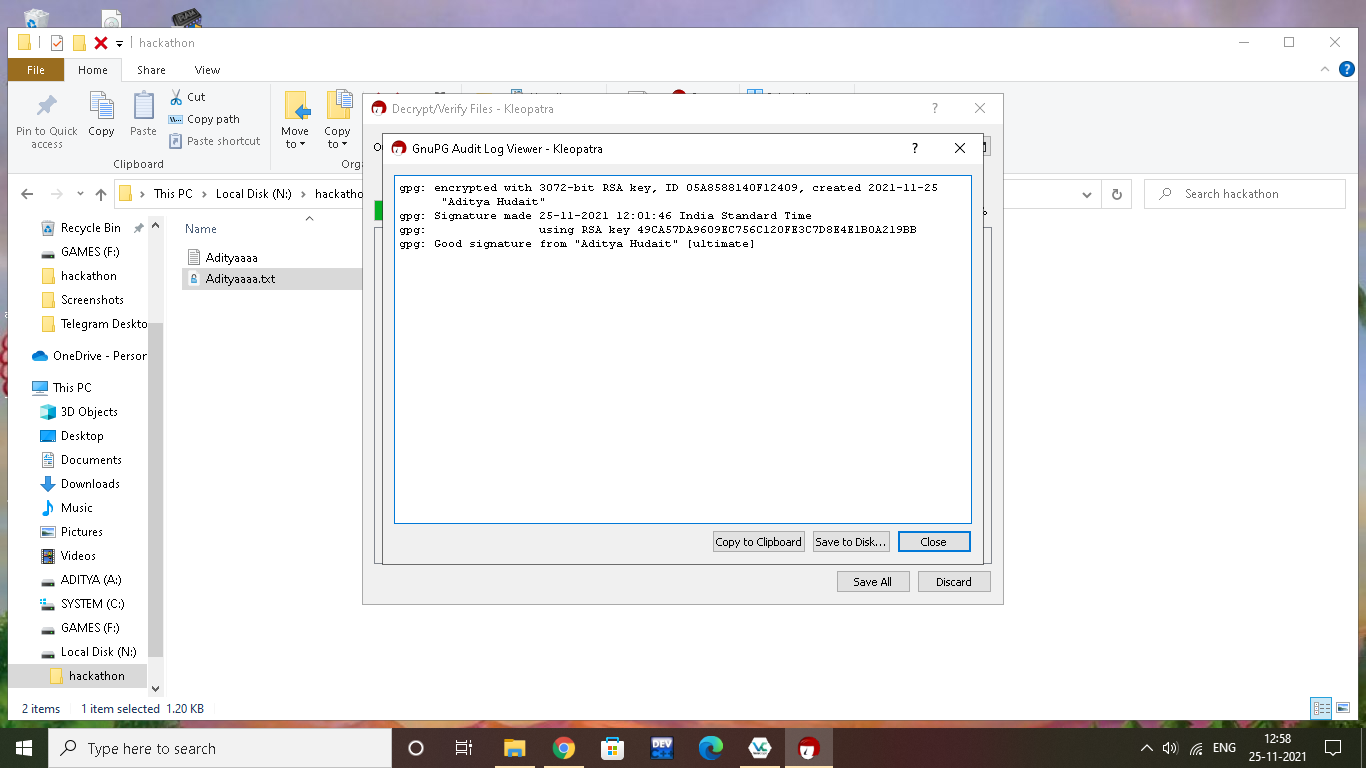 hackathon
File Home Share View
Pin to Quick access
Copy
Paste
Cut
Copy path
Paste shortcut
Move to
Copy to
Clipboard
Decrypt/Verify Files - Kleopatra
GnuPG Audit Log Viewer - Kleopatra
This PC Local Disk (N:)
Search hackathon
gpg: encrypted with 3072-bit RSA key, ID 05A8588140F12409, created 2021-11-25
"Aditya Hudait"
gpg: Signature made 25-11-2021 12:01:46 India Standard Time
gpg: using RSA key 49CA57DA9609EC756C120FE3C7D8E4E1B0A219BB
gpg: Good signature from "Aditya Hudait" [ultimate]
Copy to Clipboard Save to Disk... Close
Save All Discard
Name
Adityaaaa
Adityaaaa.txt
Recycle Bin
GAMES (F:)
hackathon
Screenshots
Telegram Deskto
OneDrive - Person
This PC
3D Objects
Desktop
Documents
Downloads
Music
Pictures
Videos
ADITYA (A:)
SYSTEM (C:)
GAMES (F:)
Local Disk (N:)
hackathon
2 items 1 item selected 1.20 KB
Type here to search
DEV
ENG
12:58
25-11-2021